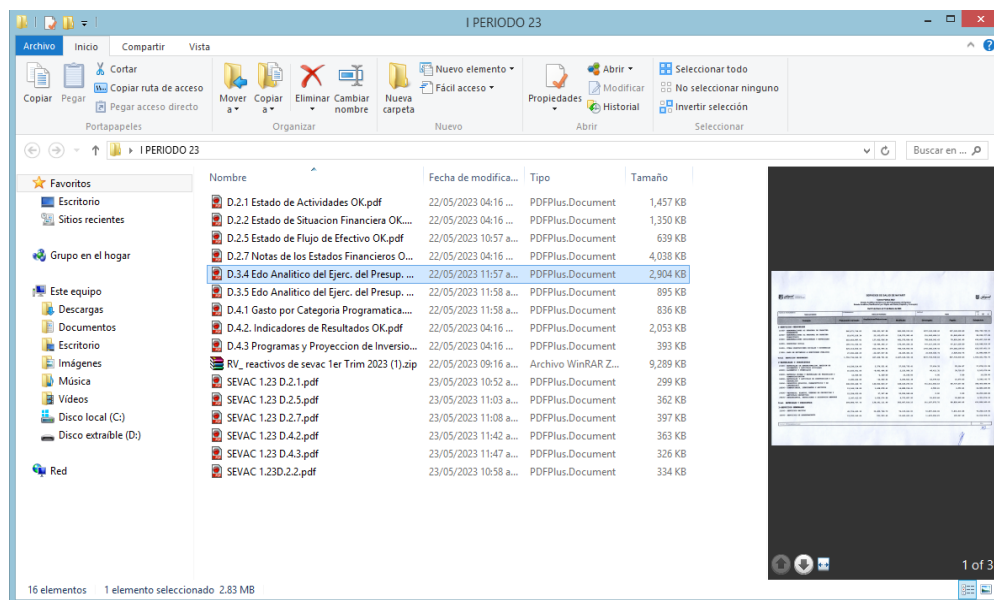 I PERIODO 23
Archivo Inicio Compartir Vista
Copiar Pegar Cortar Copiar ruta de acceso Pegar acceso directo
Mover a Copiar a Eliminar Cambiar nombre Nueva carpeta
Nuevo elemento Fácil acceso
Propiedades Abrir Modificar Historial
Seleccionar todo No seleccionar ninguno Invertir selección
Portapapeles Organizar Nuevo Abrir Seleccionar
I PERIODO 23 Buscar en ...
Favoritos
Escritorio
Sitios recientes
Grupo en el hogar
Este equipo
Descargas
Documentos
Escritorio
Imágenes
Música
Vídeos
Disco local (C:)
Disco extraíble (D:)
Red
Nombre Fecha de modifica... Tipo Tamaño
D.2.1 Estado de Actividades OK.pdf 22/05/2023 04:16 ... PDFPlus.Document 1,457 KB
D.2.2 Estado de Situacion Financiera OK.... 22/05/2023 04:16 ... PDFPlus.Document 1,350 KB
D.2.5 Estado de Flujo de Efectivo OK.pdf 22/05/2023 10:57 a... PDFPlus.Document 639 KB
D.2.7 Notas de los Estados Financieros O... 22/05/2023 04:16 ... PDFPlus.Document 4,038 KB
D.3.4 Edo Analitico del Ejerc. del Presup. ... 22/05/2023 11:57 a... PDFPlus.Document 2,904 KB
D.3.5 Edo Analitico del Ejerc. del Presup. ... 22/05/2023 11:58 a... PDFPlus.Document 895 KB
D.4.1 Gasto por Categoria Programatica.... 22/05/2023 11:58 a... PDFPlus.Document 836 KB
D.4.2. Indicadores de Resultados OK.pdf 22/05/2023 04:16 ... PDFPlus.Document 2,053 KB
D.4.3 Programas y Proyeccion de Inversio... 22/05/2023 04:16 ... PDFPlus.Document 393 KB
RV_ reactivos de sevac 1er Trim 2023 (1).zip 22/05/2023 09:16 a... Archivo WinRAR Z... 9,289 KB
SEVAC 1.23 D.2.1.pdf 23/05/2023 10:52 a... PDFPlus.Document 299 KB
SEVAC 1.23 D.2.5.pdf 23/05/2023 11:03 a... PDFPlus.Document 362 KB
SEVAC 1.23 D.2.7.pdf 23/05/2023 11:08 a... PDFPlus.Document 397 KB
SEVAC 1.23 D.4.2.pdf 23/05/2023 11:42 a... PDFPlus.Document 363 KB
SEVAC 1.23 D.4.3.pdf 23/05/2023 11:47 a... PDFPlus.Document 326 KB
SEVAC 1.23D.2.2.pdf 23/05/2023 10:58 a... PDFPlus.Document 334 KB
1 of 3
16 elementos 1 elemento seleccionado 2.83 MB